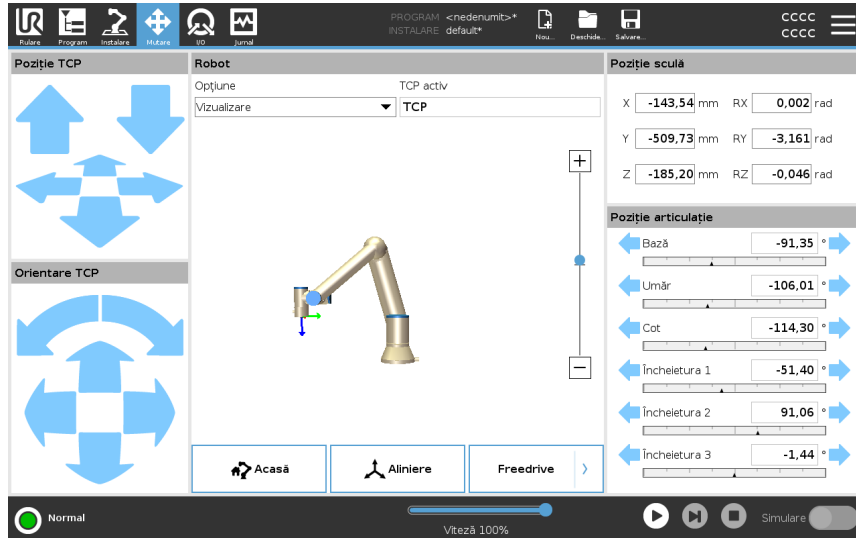 UR
PROGRAM <nedenumit>*
INSTALARE default*
CCCC
CCCC
Rulare Program Instalare Mutare I/O Jurnal Nou... Deschide... Salvare...
Poziție TCP
Robot
Poziție sculă
Opțiune TCP activ
Vizualizare TCP
X -143,54 mm RX 0,002 rad
Y -509,73 mm RY -3,161 rad
Z -185,20 mm RZ -0,046 rad
Poziție articulație
Bază -91,35 °
Orientare TCP
Umăr -106,01 °
Cot -114,30 °
Încheietura 1 -51,40 °
Încheietura 2 91,06 °
Încheietura 3 -1,44 °
Acasă Aliniere Freedrive
Normal
Viteză 100%
Simulare